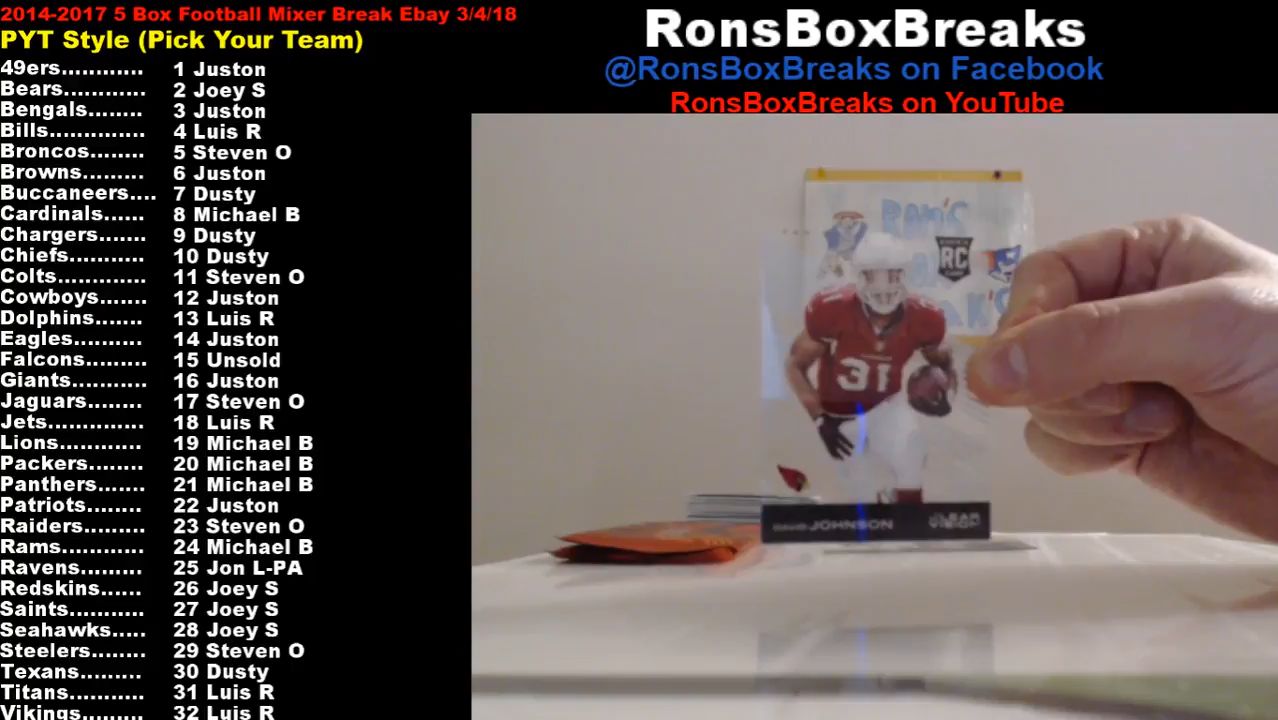 2014-2017 5 Box Football Mixer Break Ebay 3/4/18
PYT Style (Pick Your Team)
49ers............ 1 Juston
Bears............ 2 Joey S
Bengals........ 3 Juston
Bills.............. 4 Luis R
Broncos........ 5 Steven O
Browns......... 6 Juston
Buccaneers.... 7 Dusty
Cardinals...... 8 Michael B
Chargers....... 9 Dusty
Chiefs........... 10 Dusty
Colts............. 11 Steven O
Cowboys....... 12 Juston
Dolphins........ 13 Luis R
Eagles........... 14 Juston
Falcons......... 15 Unsold
Giants........... 16 Juston
Jaguars........ 17 Steven O
Jets.............. 18 Luis R
Lions............ 19 Michael B
Packers........ 20 Michael B
Panthers....... 21 Michael B
Patriots......... 22 Juston
Raiders......... 23 Steven O
Rams............ 24 Michael B
Ravens......... 25 Jon L-PA
Redskins...... 26 Joey S
Saints........... 27 Joey S
Seahawks..... 28 Joey S
Steelers........ 29 Steven O
Texans......... 30 Dusty
Titans........... 31 Luis R
Vikings......... 32 Luis R
RonsBoxBreaks
@RonsBoxBreaks on Facebook
RonsBoxBreaks on YouTube
RC
31
DAVID JOHNSON CLEAR VISION